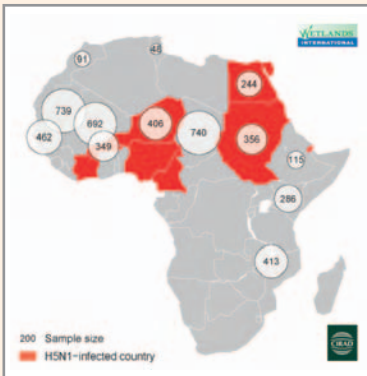 WETLANDS
INTERNATIONAL
48
91
244
739
692
406
740
462
349
356
115
286
413
200 Sample size
H5N1-infected country
CIRAD